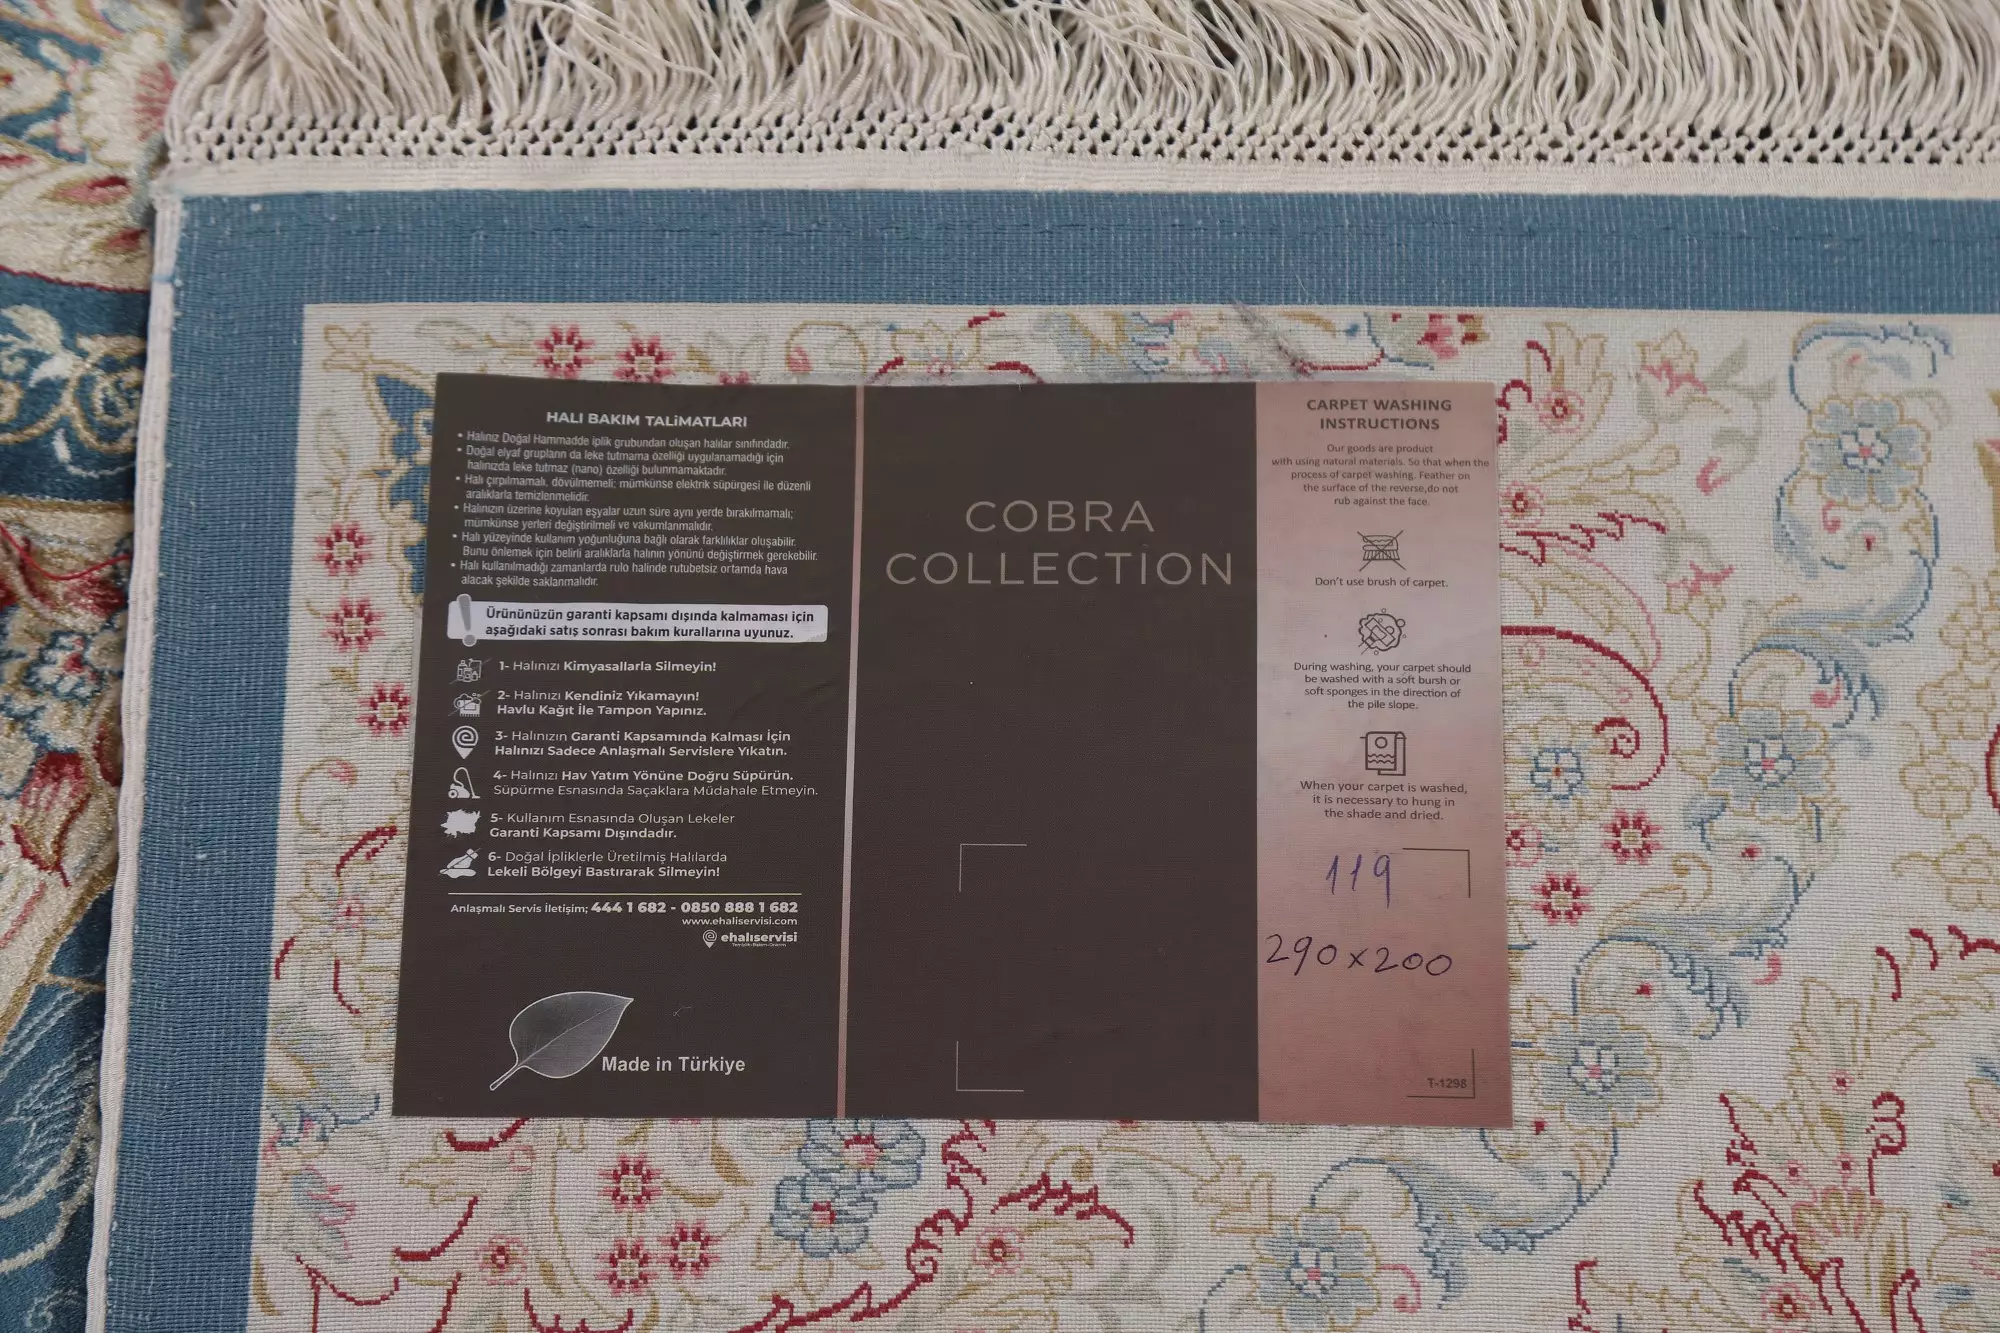 HALI BAKIM TALİMATLARI
• Halınız Doğal Hammadde iplik grubundan oluşan halılar sınıfındadır.
• Doğal elyaf grupların da leke tutmama özelliği uygulanamadığı için
halınızda leke tutmaz (nano) özelliği bulunmamaktadır.
• Halı çırpılmamalı, dövülmemeli; mümkünse elektrik süpürgesi ile düzenli
aralıklarla temizlenmelidir.
• Halınızın üzerine koyulan eşyalar uzun süre aynı yerde bırakılmamalı;
mümkünse yerleri değiştirilmeli ve vakumlanmalıdır.
• Halı yüzeyinde kullanım yoğunluğuna bağlı olarak farklılıklar oluşabilir.
Bunu önlemek için belirli aralıklarla halının yönünü değiştirmek gerekebilir.
• Halı kullanılmadığı zamanlarda rulo halinde rutubetsiz ortamda hava
alacak şekilde saklanmalıdır.
Ürününüzün garanti kapsamı dışında kalmaması için
aşağıdaki satış sonrası bakım kurallarına uyunuz.
1- Halınızı Kimyasallarla Silmeyin!
2- Halınızı Kendiniz Yıkamayın!
Havlu Kağıt İle Tampon Yapınız.
3- Halınızın Garanti Kapsamında Kalması İçin
Halınızı Sadece Anlaşmalı Servislere Yıkatın.
4- Halınızı Hav Yatım Yönüne Doğru Süpürün.
Süpürme Esnasında Saçaklara Müdahale Etmeyin.
5- Kullanım Esnasında Oluşan Lekeler
Garanti Kapsamı Dışındadır.
6- Doğal İpliklerle Üretilmiş Halılarda
Lekeli Bölgeyi Bastırarak Silmeyin!
Anlaşmalı Servis İletişim; 444 1 682 - 0850 888 1 682
www.ehaliservisi.com
ehalıservisi
Made in Türkiye
COBRA
COLLECTION
CARPET WASHING
INSTRUCTIONS
Our goods are product
with using natural materials. So that when the
process of carpet washing. Feather on
the surface of the reverse,do not
rub against the face.
Don't use brush of carpet.
During washing, your carpet should
be washed with a soft bursh or
soft sponges in the direction of
the pile slope.
When your carpet is washed,
it is necessary to hung in
the shade and dried.
119
290x200
T-1298